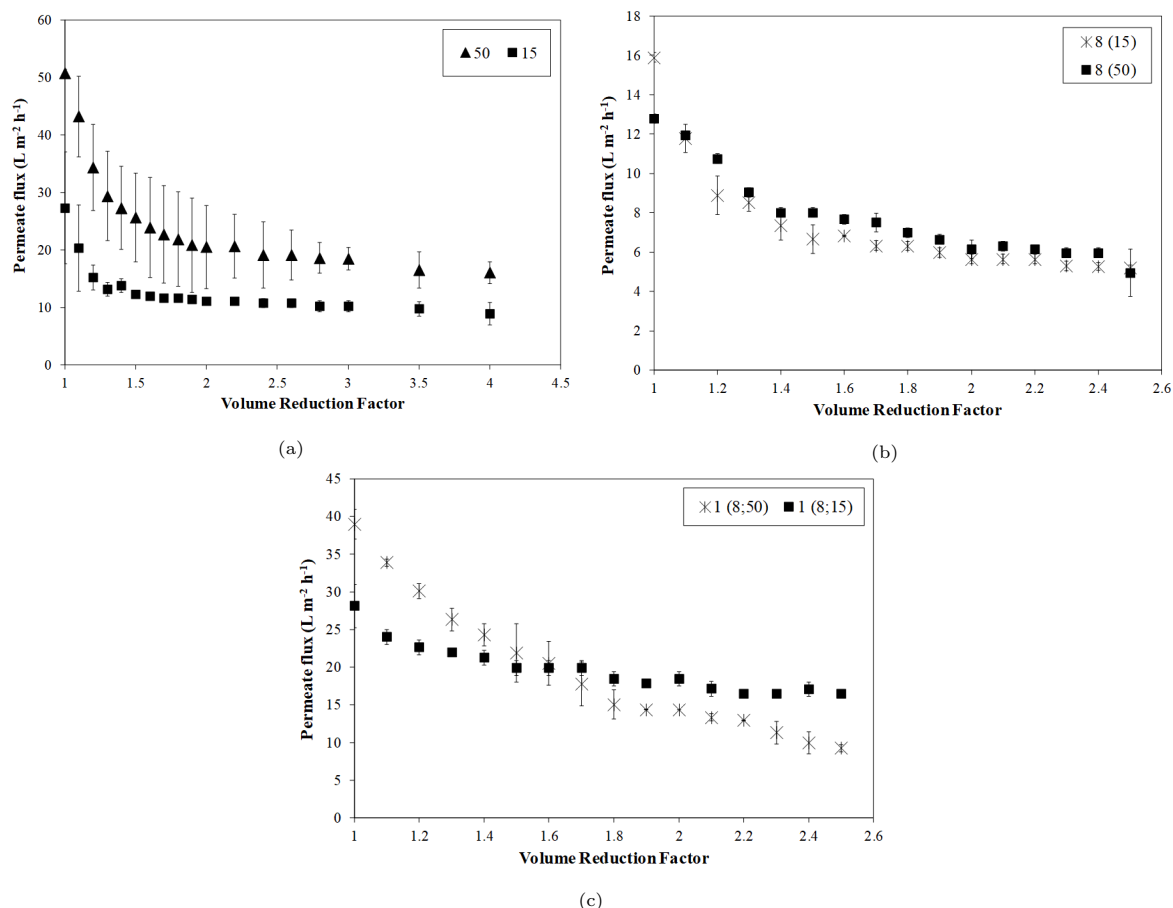 60
50
40
30
20
10
0
Permeate flux (L m⁻² h⁻¹)
50 15
1 1.5 2 2.5 3 3.5 4 4.5
Volume Reduction Factor
(a)
18
16
14
12
10
8
6
4
2
0
Permeate flux (L m⁻² h⁻¹)
8 (15)
8 (50)
1 1.2 1.4 1.6 1.8 2 2.2 2.4 2.6
Volume Reduction Factor
(b)
45
40
35
30
25
20
15
10
5
0
Permeate flux (L m⁻² h⁻¹)
1 (8;50) 1 (8;15)
1 1.2 1.4 1.6 1.8 2 2.2 2.4 2.6
Volume Reduction Factor
(c)